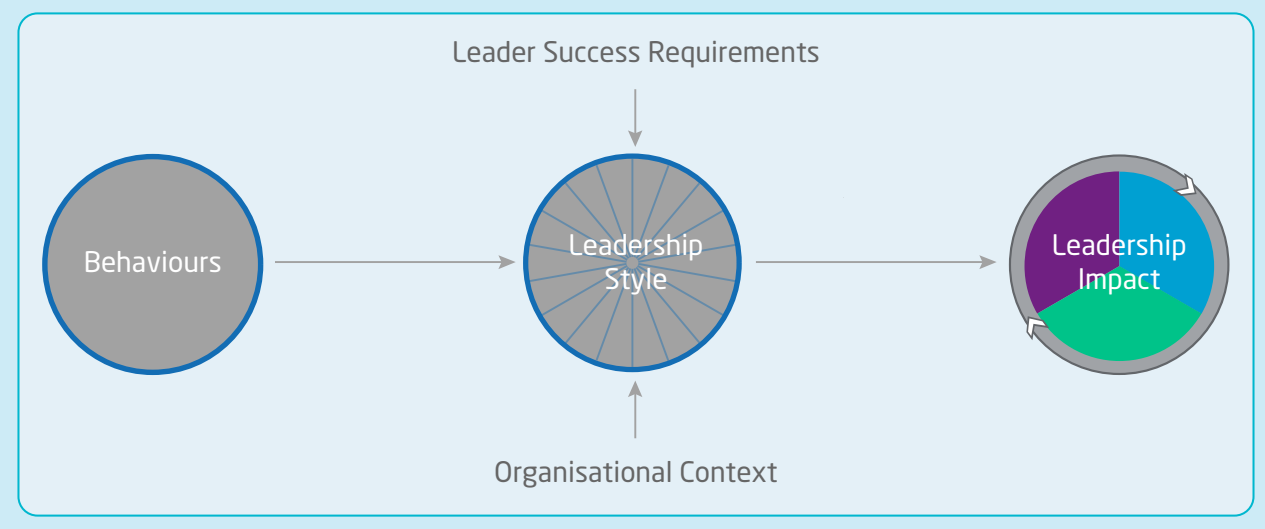 Leader Success Requirements
Behaviours
Leadership
Style
Leadership
Impact
Organisational Context